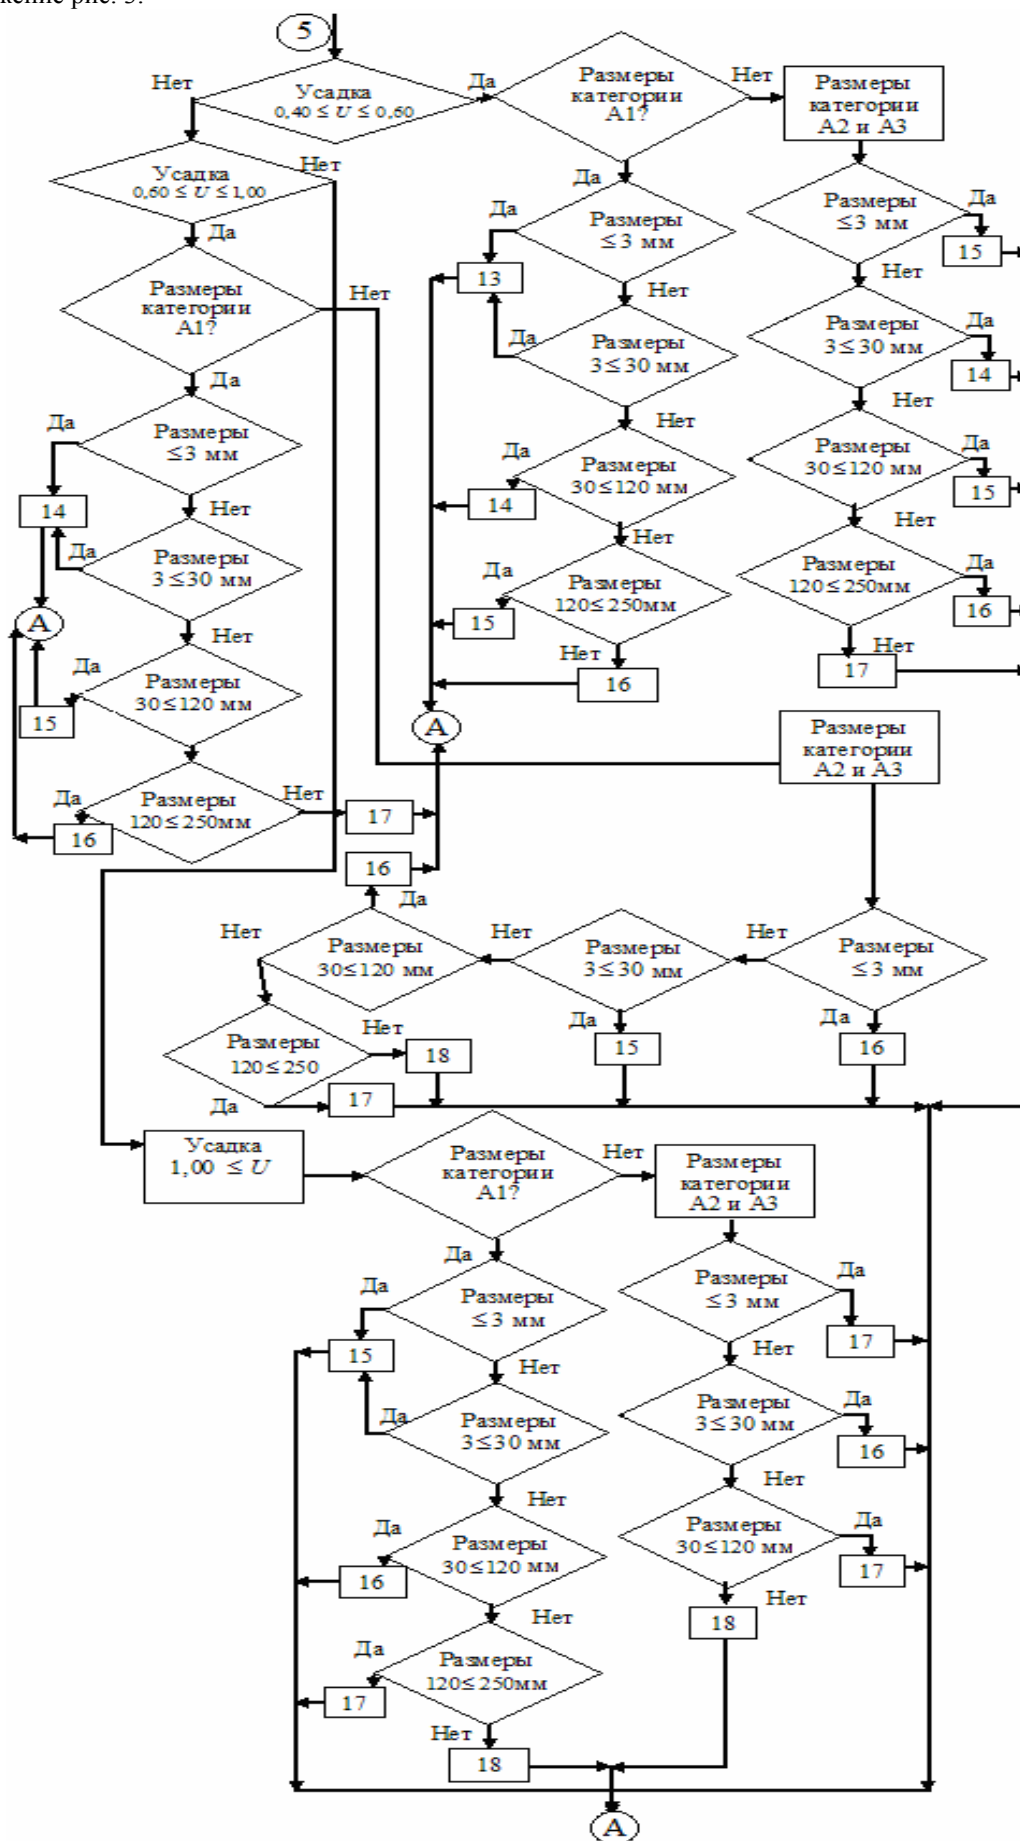 жение рис. 3.
5
Нет
Усадка
0,40 ≤ U ≤ 0,60
Да
Размеры
категории
А1?
Нет
Размеры
категории
А2 и А3
Усадка
0,60 ≤ U ≤ 1,00
Нет
Да
Да
Размеры
≤3 мм
Да
13
Нет
Размеры
3≤30 мм
Да
Нет
Размеры
30≤120 мм
Да
14
Нет
Размеры
120≤250мм
Да
15
Нет
16
А
Размеры
≤3 мм
Да
15
Нет
Размеры
3≤30 мм
Да
14
Нет
Размеры
30≤120 мм
Да
15
Нет
Размеры
120≤250мм
Да
16
Нет
17
Размеры
категории
А1?
Нет
Да
Размеры
≤3 мм
Да
14
Нет
Размеры
3≤30 мм
Да
А
Нет
Размеры
30≤120 мм
Да
15
Размеры
120≤250мм
Да
16
Нет
17
Размеры
категории
А2 и А3
16
Да
Нет
Размеры
30≤120 мм
Нет
Размеры
3≤30 мм
Нет
Размеры
≤3 мм
Да
15
Да
16
Размеры
120≤250
Нет
18
Да
17
Усадка
1,00 ≤ U
Размеры
категории
А1?
Нет
Размеры
категории
А2 и А3
Да
Размеры
≤3 мм
Да
15
Нет
Размеры
3≤30 мм
Да
Нет
Размеры
30≤120 мм
Да
16
Нет
Размеры
120≤250мм
Да
17
Нет
18
Размеры
≤3 мм
Да
17
Нет
Размеры
3≤30 мм
Да
16
Нет
Размеры
30≤120 мм
Да
17
Нет
18
А